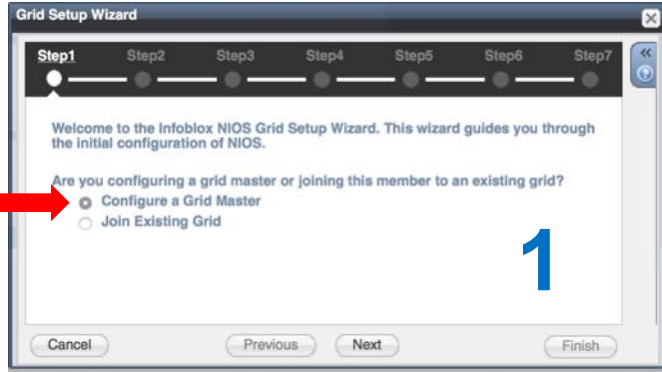 Grid Setup Wizard
Step1 Step2 Step3 Step4 Step5 Step6 Step7
Welcome to the Infoblox NIOS Grid Setup Wizard. This wizard guides you through
the initial configuration of NIOS.
Are you configuring a grid master or joining this member to an existing grid?
Configure a Grid Master
Join Existing Grid
1
Cancel Previous Next Finish